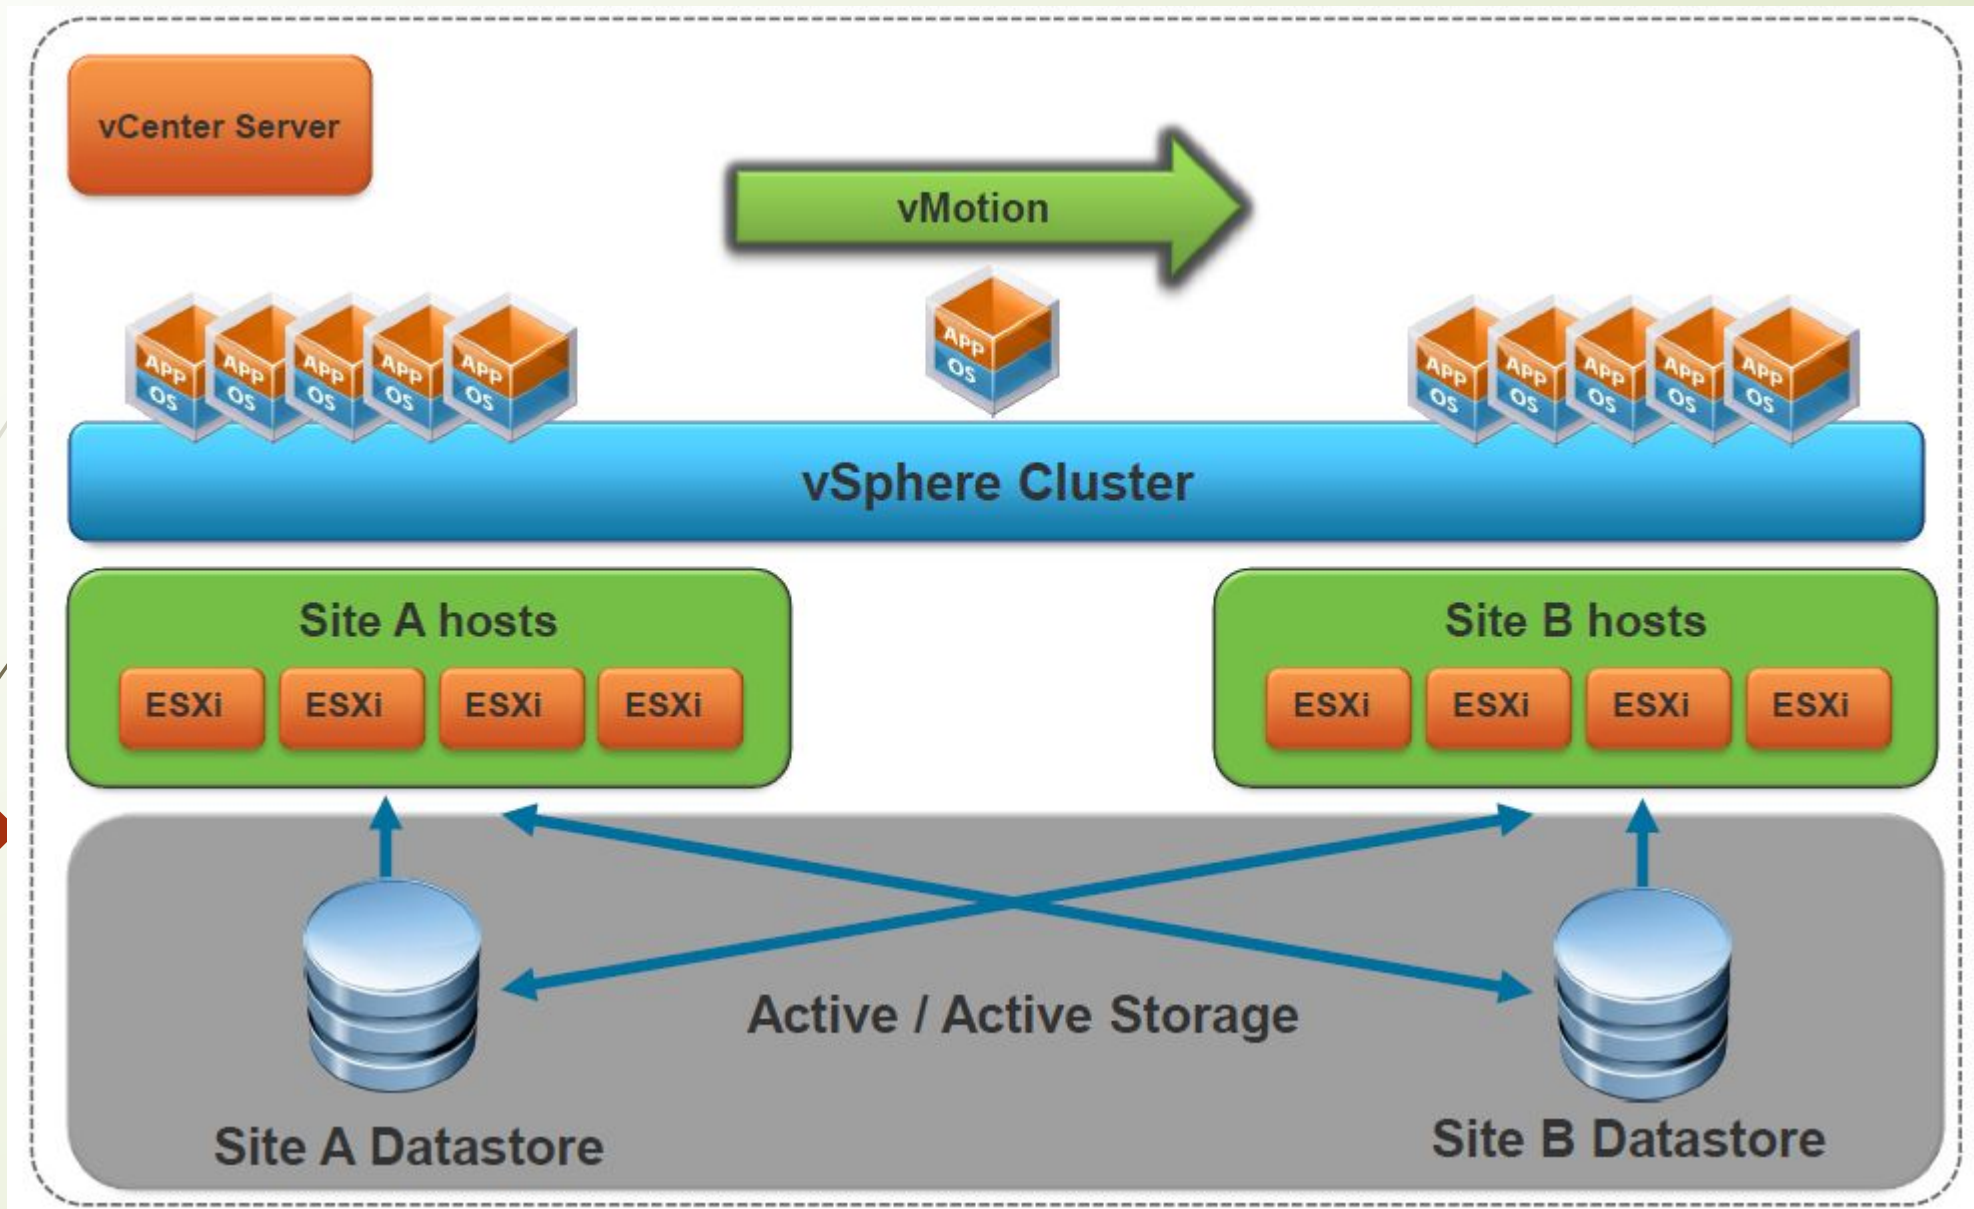 vCenter Server
vMotion
APP
OS
APP
OS
APP
OS
APP
OS
APP
OS
APP
OS
APP
OS
APP
OS
APP
OS
APP
OS
APP
OS
vSphere Cluster
Site A hosts
ESXi
ESXi
ESXi
ESXi
Site B hosts
ESXi
ESXi
ESXi
ESXi
Active / Active Storage
Site A Datastore
Site B Datastore